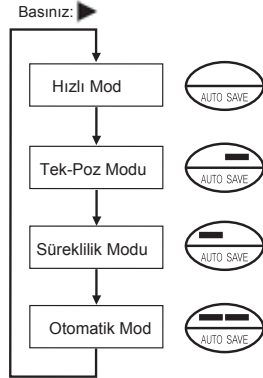 Basınız:
Hızlı Mod
AUTO SAVE
Tek-Poz Modu
AUTO SAVE
Süreklilik Modu
AUTO SAVE
Otomatik Mod
AUTO SAVE